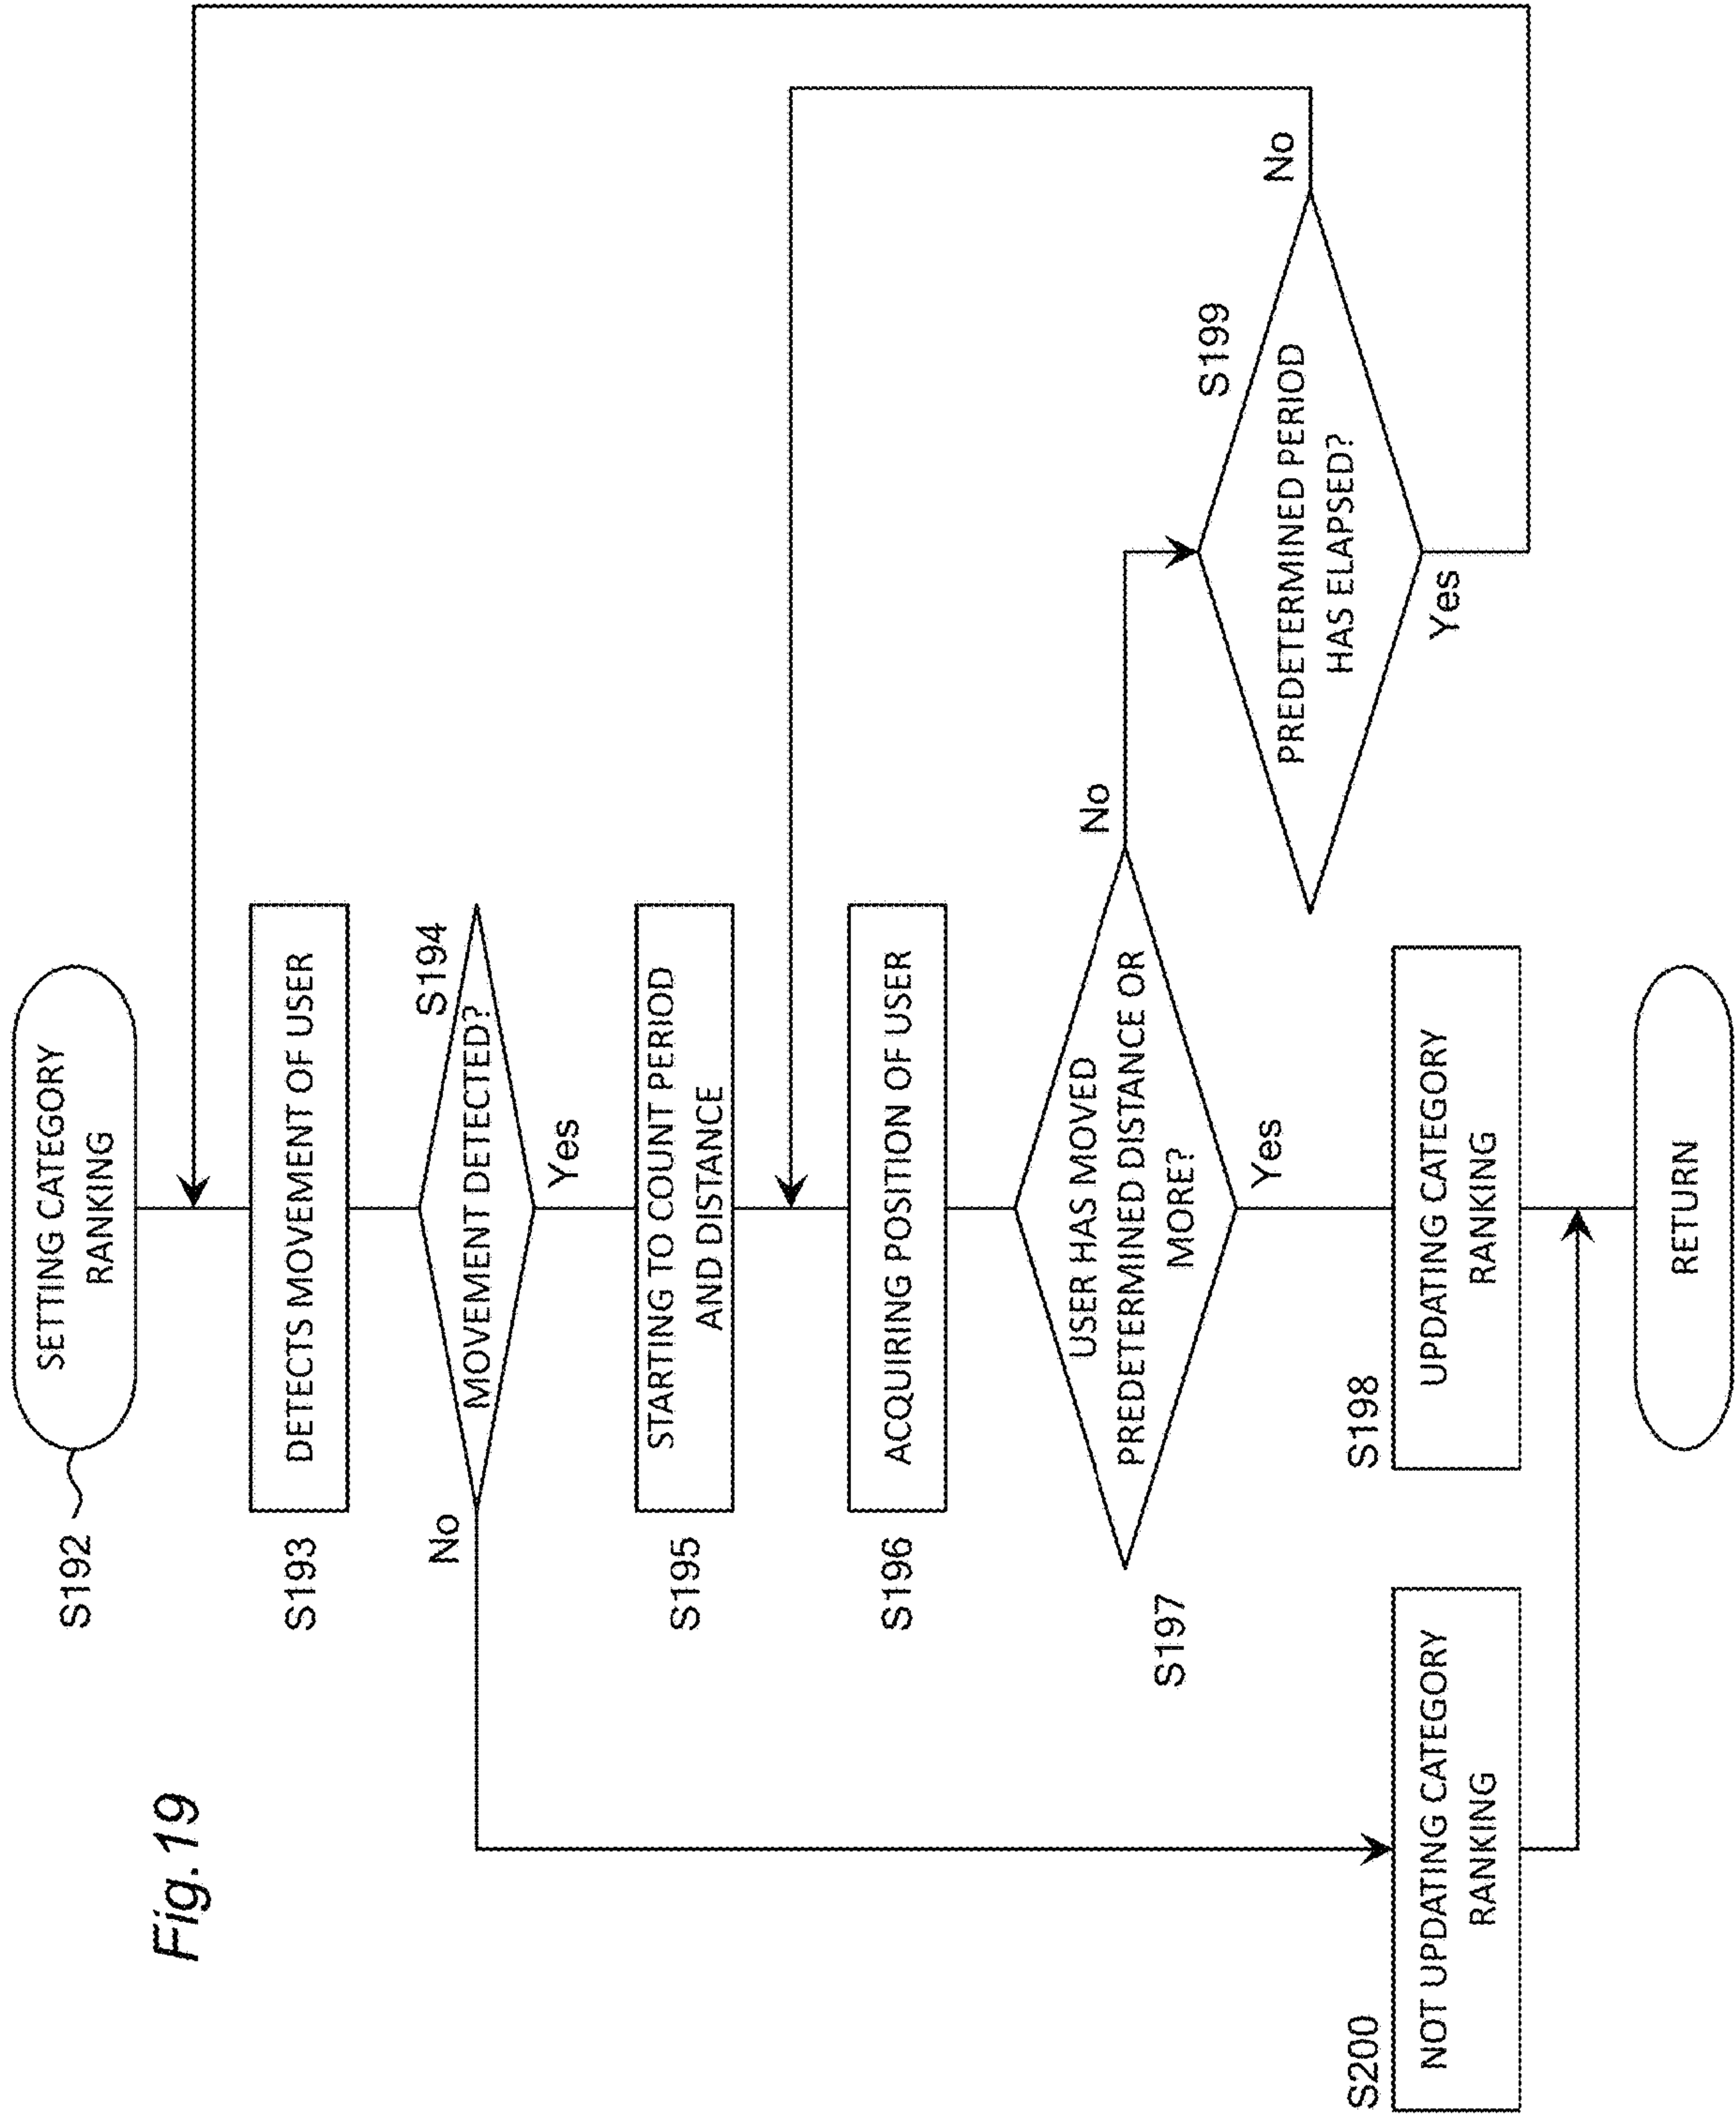 Fig.19
S192
SETTING CATEGORY
RANKING
S193
DETECTS MOVEMENT OF USER
S194
MOVEMENT DETECTED?
No
Yes
S195
STARTING TO COUNT PERIOD
AND DISTANCE
S196
ACQUIRING POSITION OF USER
S197
USER HAS MOVED
PREDETERMINED DISTANCE OR
MORE?
No
Yes
S199
PREDETERMINED PERIOD
HAS ELAPSED?
No
Yes
S198
UPDATING CATEGORY
RANKING
S200
NOT UPDATING CATEGORY
RANKING
RETURN